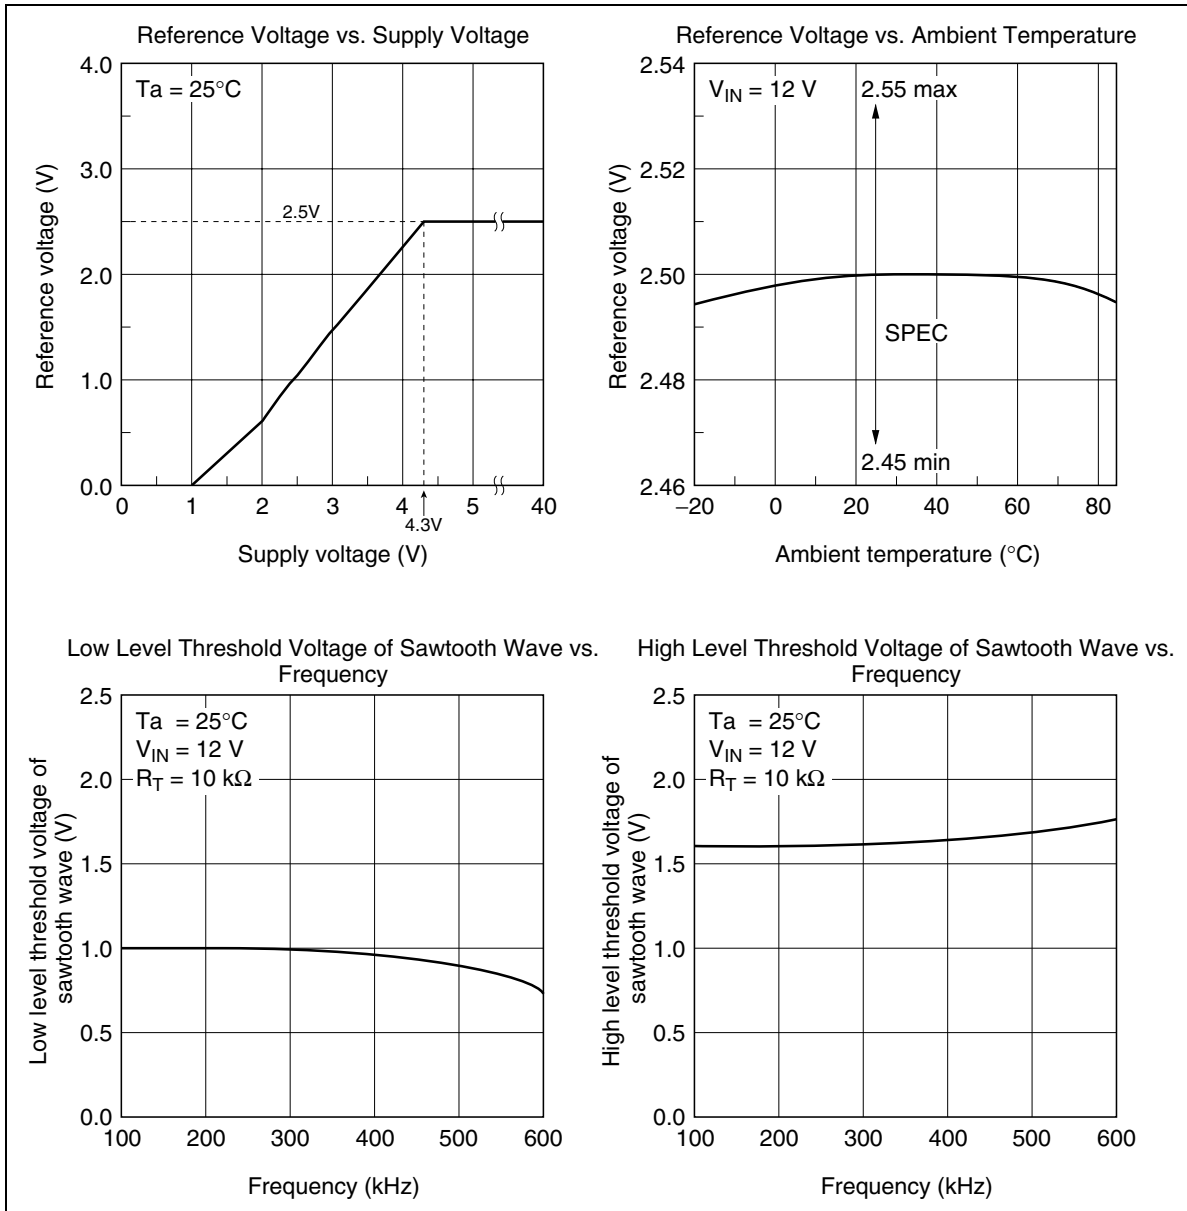 Reference Voltage vs. Supply Voltage
4.0
3.0
2.0
1.0
0.0
Reference voltage (V)
Ta = 25°C
2.5V
0 1 2 3 4 5 40
4.3V
Supply voltage (V)
Reference Voltage vs. Ambient Temperature
2.54
2.52
2.50
2.48
2.46
Reference voltage (V)
V_IN = 12 V
2.55 max
SPEC
2.45 min
−20 0 20 40 60 80
Ambient temperature (°C)
Low Level Threshold Voltage of Sawtooth Wave vs.
Frequency
2.5
2.0
1.5
1.0
0.5
0.0
Low level threshold voltage of
sawtooth wave (V)
Ta = 25°C
V_IN = 12 V
R_T = 10 kΩ
100 200 300 400 500 600
Frequency (kHz)
High Level Threshold Voltage of Sawtooth Wave vs.
Frequency
2.5
2.0
1.5
1.0
0.5
0.0
High level threshold voltage of
sawtooth wave (V)
Ta = 25°C
V_IN = 12 V
R_T = 10 kΩ
100 200 300 400 500 600
Frequency (kHz)